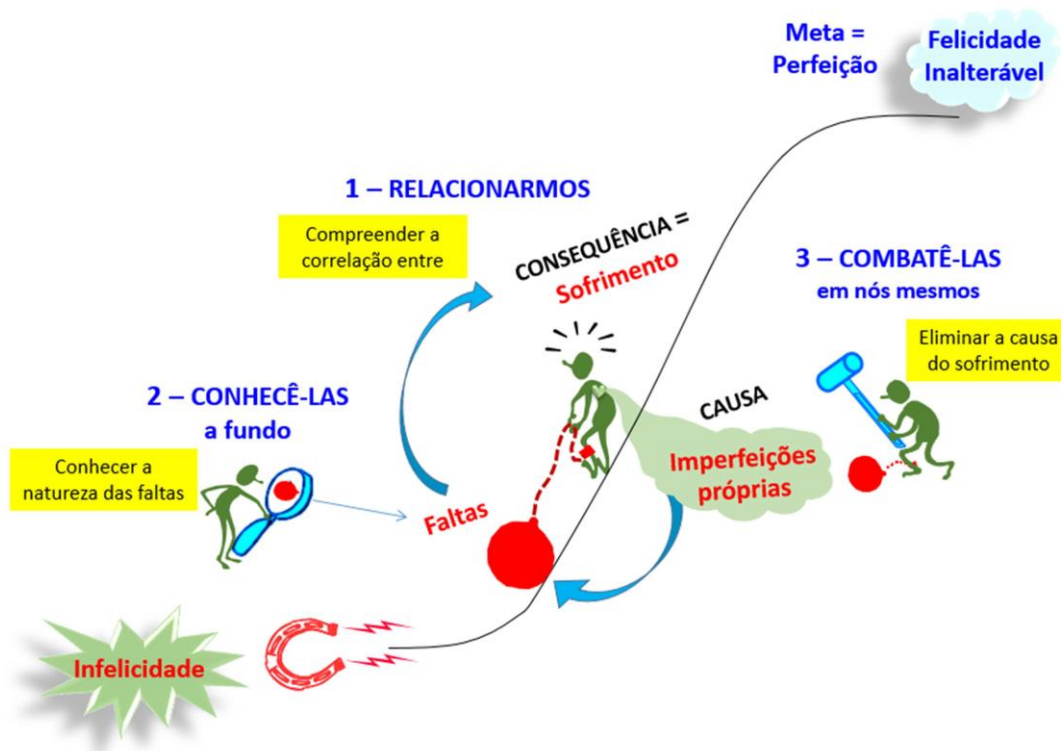 Meta =
Perfeição
Felicidade
Inalterável
1 – RELACIONARMOS
Compreender a
correlação entre
CONSEQUÊNCIA =
Sofrimento
3 – COMBATÊ-LAS
em nós mesmos
Eliminar a causa
do sofrimento
2 – CONHECÊ-LAS
a fundo
Conhecer a
natureza das faltas
CAUSA
Imperfeições
próprias
Faltas
Infelicidade